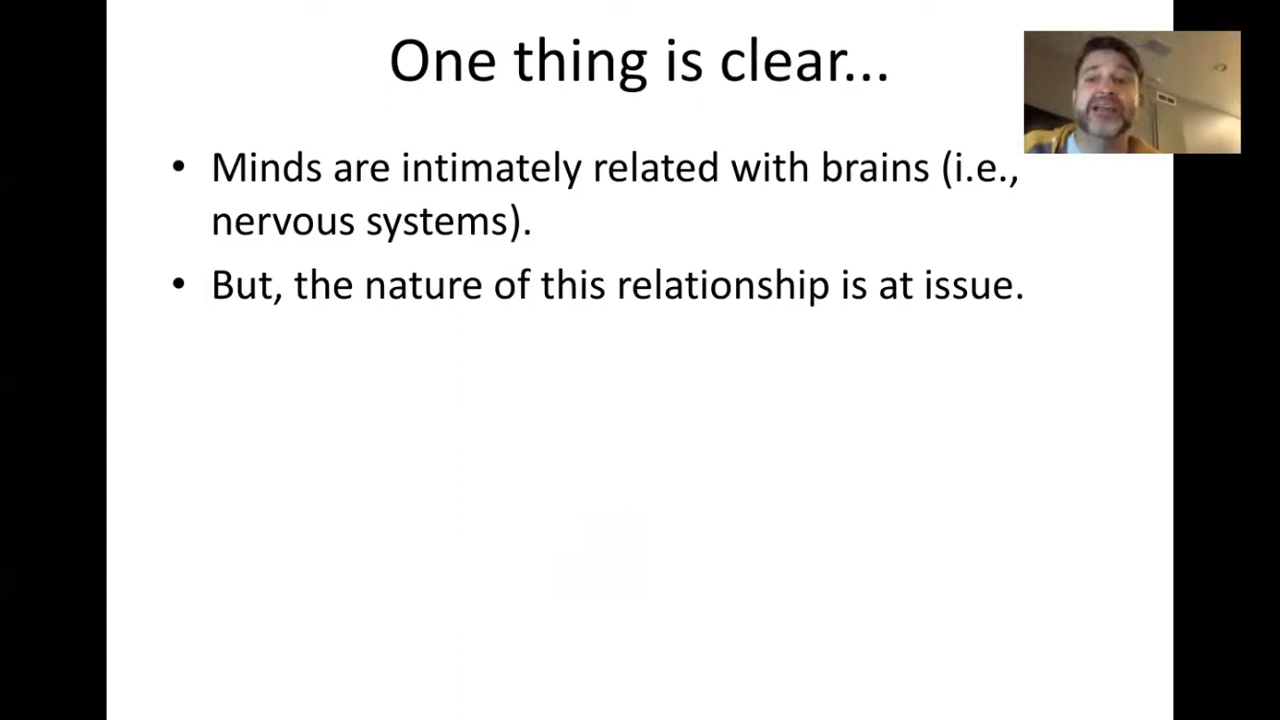 One thing is clear...
• Minds are intimately related with brains (i.e.,
nervous systems).
• But, the nature of this relationship is at issue.